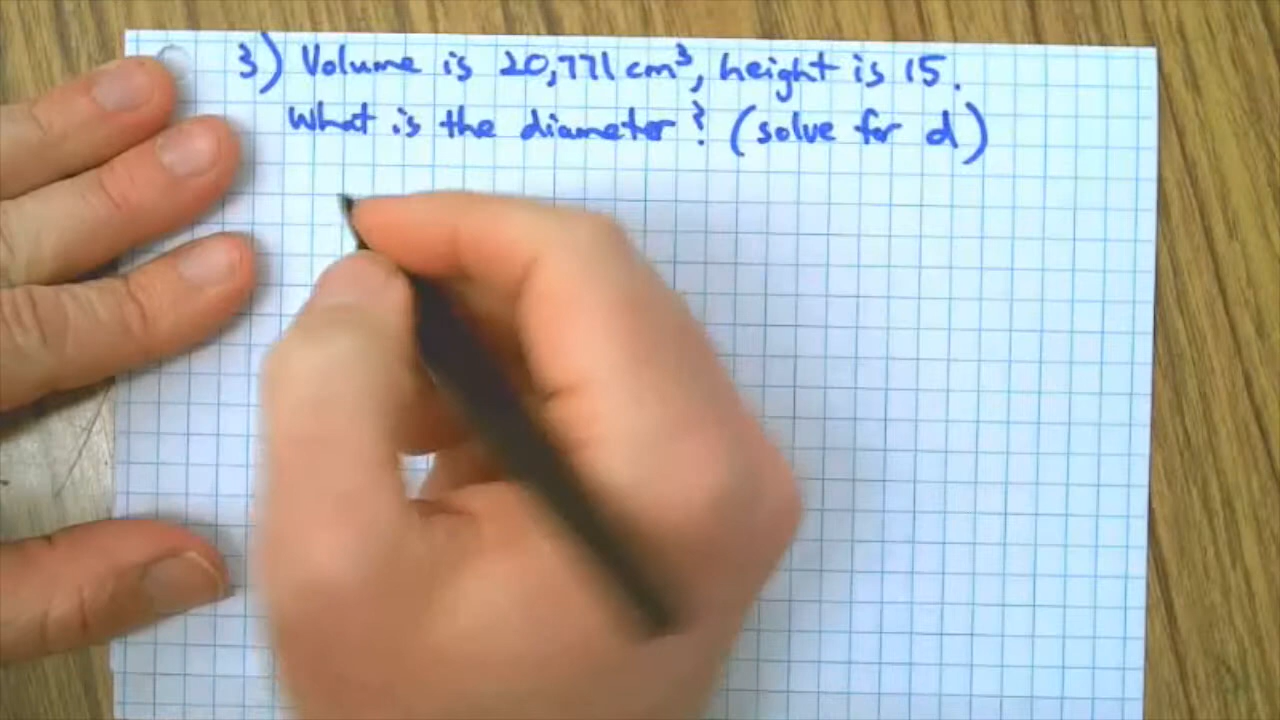 3) Volume is 20,771 cm³, height is 15.
What is the diameter? (solve for d)